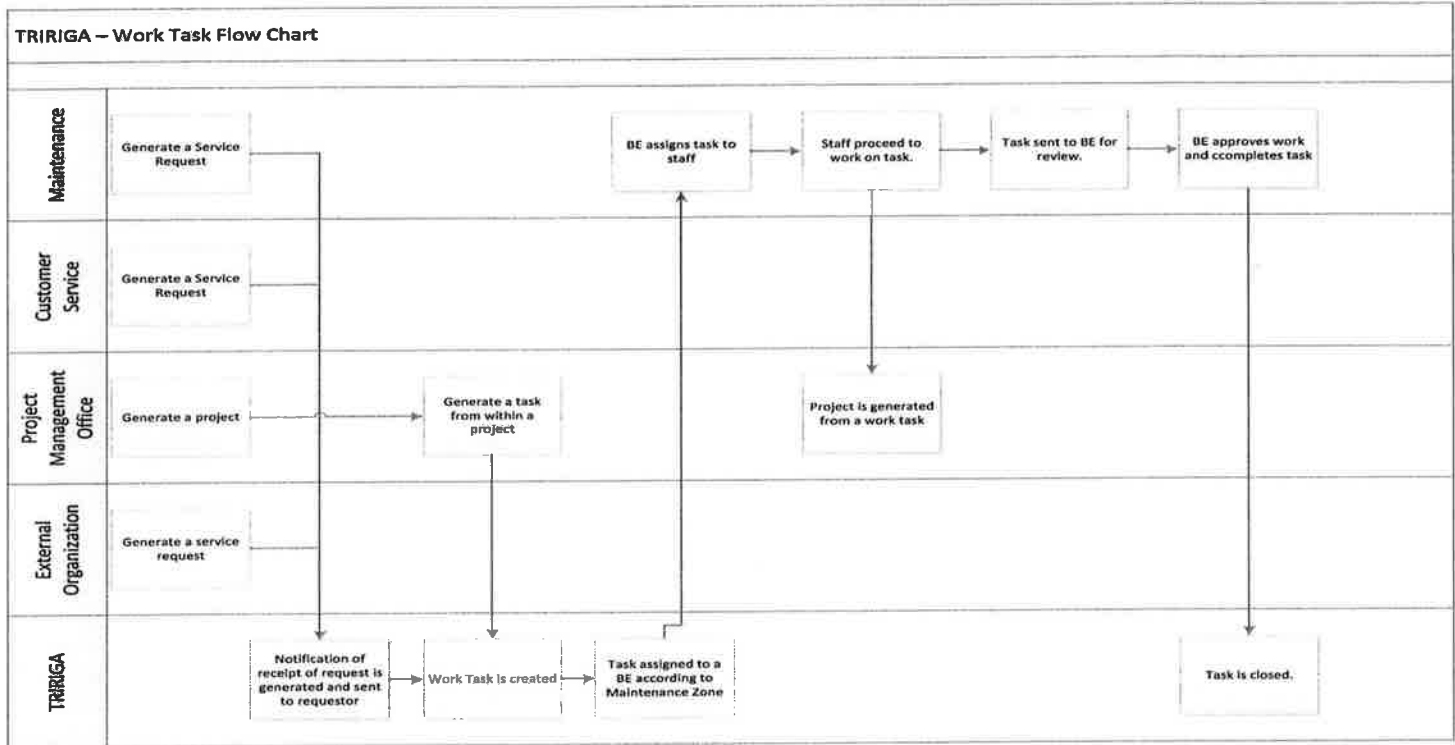 TRIRIGA – Work Task Flow Chart
Maintenance
Generate a Service
Request
BE assigns task to
staff
Staff proceed to
work on task.
Task sent to BE for
review.
BE approves work
and ccompletes task
Customer
Service
Generate a Service
Request
Project
Management
Office
Generate a project
Generate a task
from within a
project
Project is generated
from a work task
External
Organization
Generate a service
request
TRIRIGA
Notification of
receipt of request is
generated and sent
to requestor
Work Task is created
Task assigned to a
BE according to
Maintenance Zone
Task is closed.